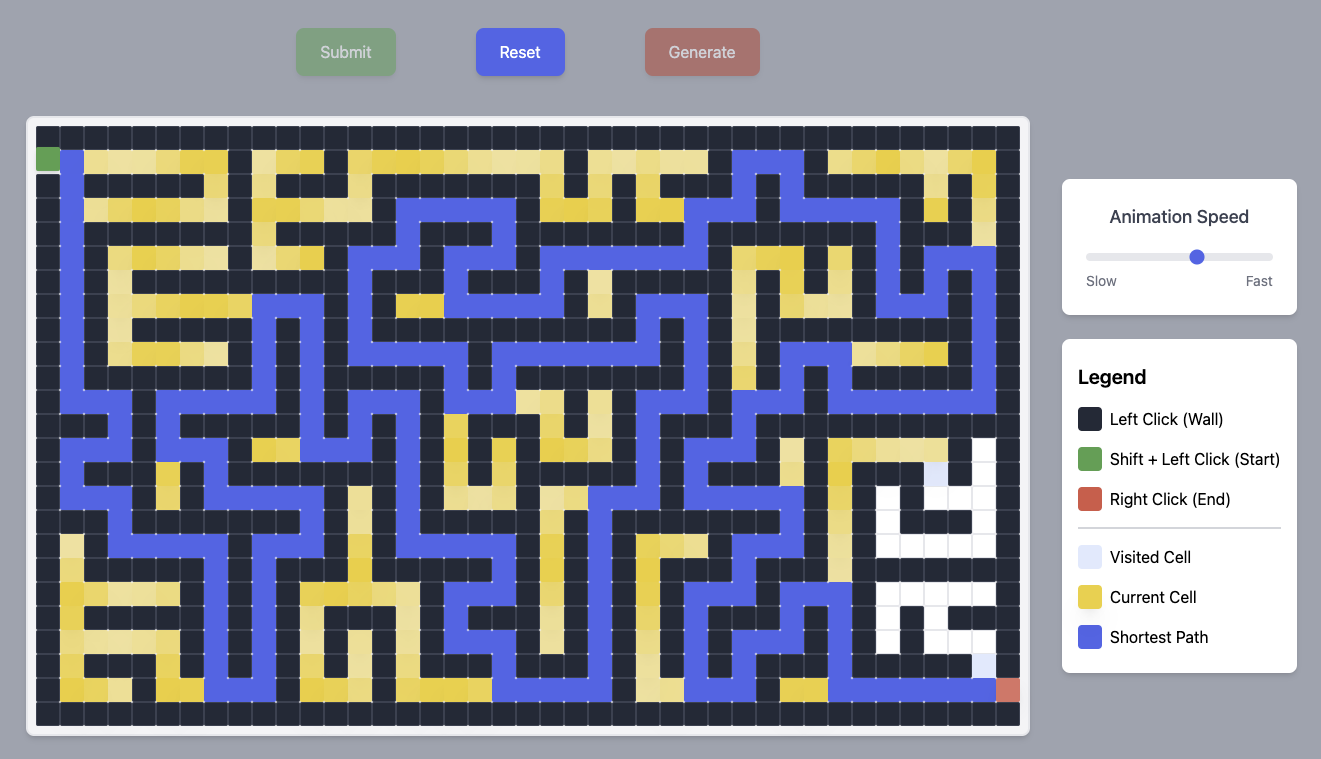 Submit
Reset
Generate
Animation Speed
Slow
Fast
Legend
Left Click (Wall)
Shift + Left Click (Start)
Right Click (End)
Visited Cell
Current Cell
Shortest Path